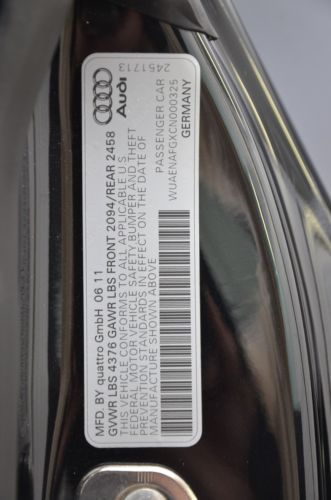 MFD. BY quattro GmbH 06 11
GVWR LBS 4376 GAWR LBS FRONT 2094/REAR 2458
THIS VEHICLE CONFORMS TO ALL APPLICABLE U S
FEDERAL MOTOR VEHICLE SAFETY, BUMPER AND THEFT
PREVENTION STANDARDS IN EFFECT ON THE DATE OF
MANUFACTURE SHOWN ABOVE
PASSENGER CAR
WUAENAFGXCN000325
GERMANY
Audi
2451713